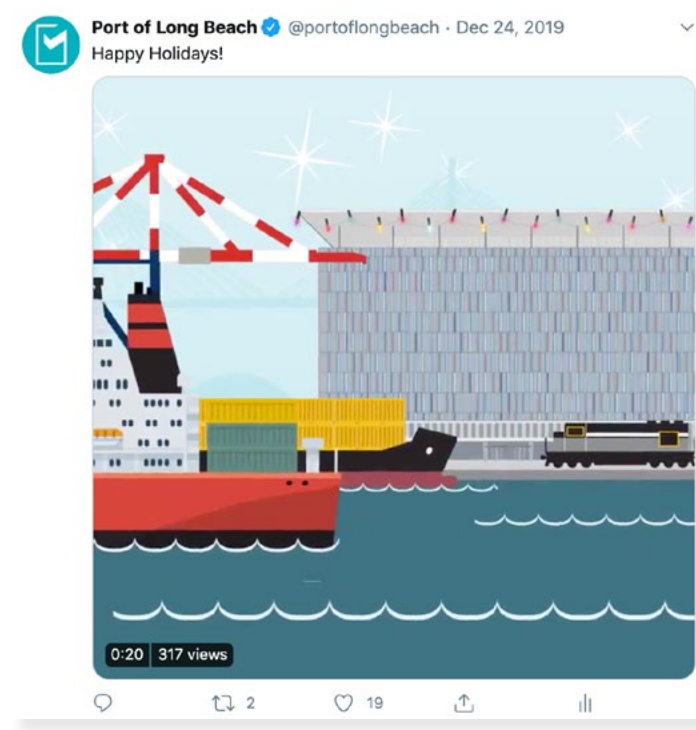 Port of Long Beach @portoflongbeach · Dec 24, 2019
Happy Holidays!
0:20 317 views
2 19